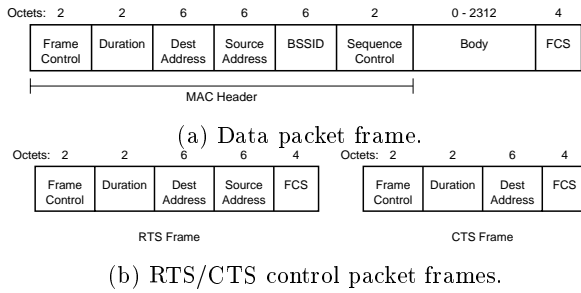 Octets: 2 2 6 6 6 2 0 - 2312 4
Frame Control Duration Dest Address Source Address BSSID Sequence Control Body FCS
MAC Header
(a) Data packet frame.
Octets: 2 2 6 6 4 Octets: 2 2 6 4
Frame Control Duration Dest Address Source Address FCS Frame Control Duration Dest Address FCS
RTS Frame CTS Frame
(b) RTS/CTS control packet frames.